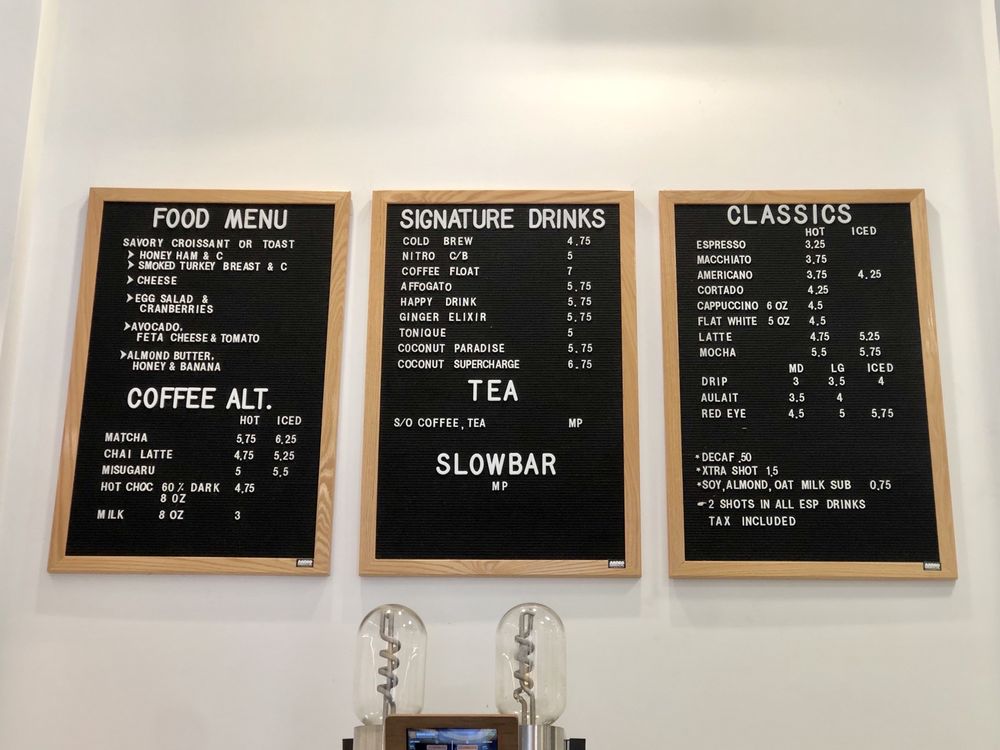 FOOD MENU
SAVORY CROISSANT OR TOAST
➤ HONEY HAM & C
➤ SMOKED TURKEY BREAST & C
➤ CHEESE
➤ EGG SALAD &
CRANBERRIES
➤ AVOCADO,
FETA CHEESE & TOMATO
➤ ALMOND BUTTER,
HONEY & BANANA
COFFEE ALT.
HOT ICED
MATCHA 5.75 6.25
CHAI LATTE 4.75 5.25
MISUGARU 5 5.5
HOT CHOC 60% DARK 4.75
8 OZ
MILK 8 OZ 3
SIGNATURE DRINKS
COLD BREW 4.75
NITRO C/B 5
COFFEE FLOAT 7
AFFOGATO 5.75
HAPPY DRINK 5.75
GINGER ELIXIR 5.75
TONIQUE 5
COCONUT PARADISE 5.75
COCONUT SUPERCHARGE 6.75
TEA
S/O COFFEE, TEA MP
SLOWBAR
MP
CLASSICS
HOT ICED
ESPRESSO 3.25
MACCHIATO 3.75
AMERICANO 3.75 4.25
CORTADO 4.25
CAPPUCCINO 6 OZ 4.5
FLAT WHITE 5 OZ 4.5
LATTE 4.75 5.25
MOCHA 5.5 5.75
MD LG ICED
DRIP 3 3.5 4
AULAIT 3.5 4
RED EYE 4.5 5 5.75
*DECAF .50
*XTRA SHOT 1.5
*SOY, ALMOND, OAT MILK SUB 0.75
☛ 2 SHOTS IN ALL ESP DRINKS
TAX INCLUDED